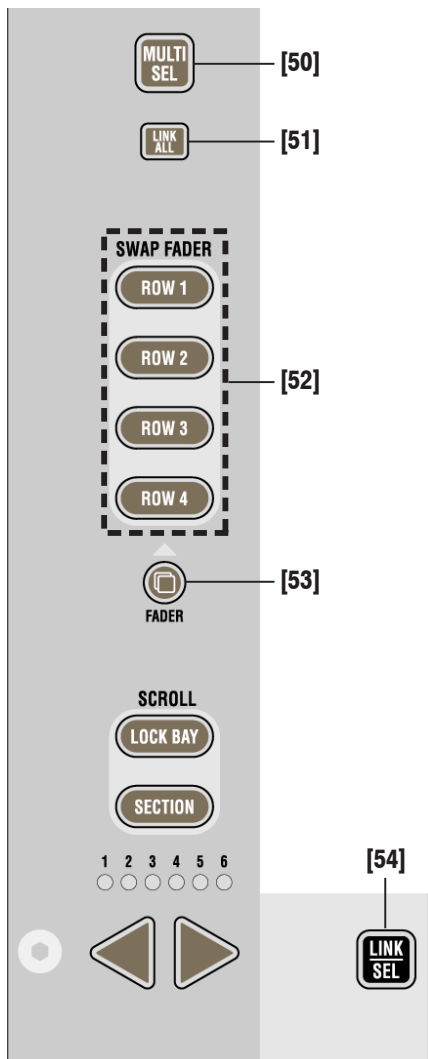 MULTI
SEL
[50]
LINK
ALL
[51]
SWAP FADER
ROW 1
ROW 2
[52]
ROW 3
ROW 4
[53]
FADER
SCROLL
LOCK BAY
SECTION
1 2 3 4 5 6
[54]
LINK
SEL